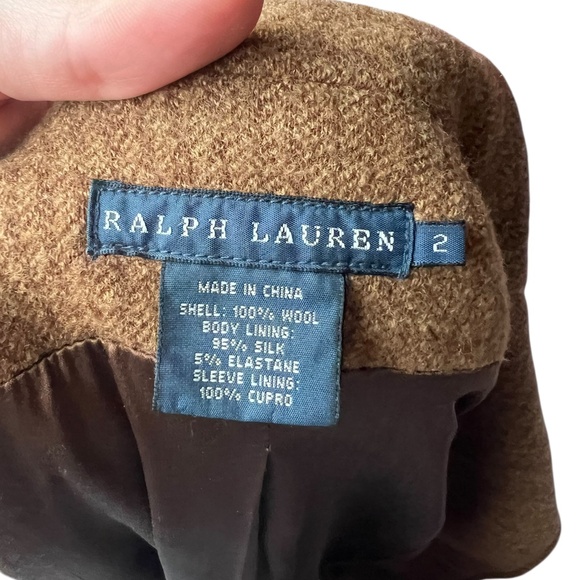 RALPH LAUREN 2
MADE IN CHINA
SHELL: 100% WOOL
BODY LINING:
95% SILK
5% ELASTANE
SLEEVE LINING:
100% CUPRO